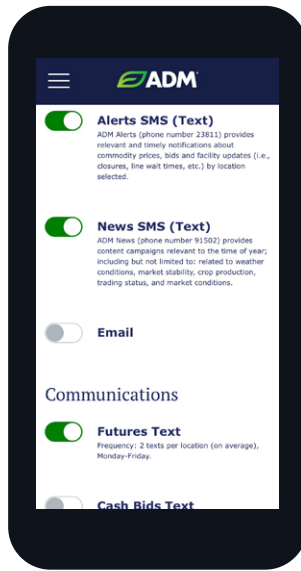 ADM
Alerts SMS (Text)
ADM Alerts (phone number 23811) provides
relevant and timely notifications about
commodity prices, bids and facility updates (i.e.,
closures, line wait times, etc.) by location
selected.
News SMS (Text)
ADM News (phone number 91502) provides
content campaigns relevant to the time of year;
including but not limited to: related to weather
conditions, market stability, crop production,
trading status, and market conditions.
Email
Communications
Futures Text
Frequency: 2 texts per location (on average),
Monday-Friday.
Cash Bids Text